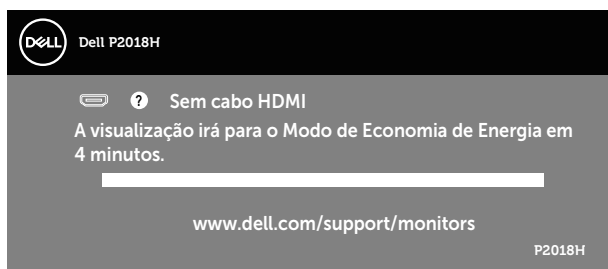 DELL Dell P2018H
? Sem cabo HDMI
A visualização irá para o Modo de Economia de Energia em
4 minutos.
www.dell.com/support/monitors
P2018H